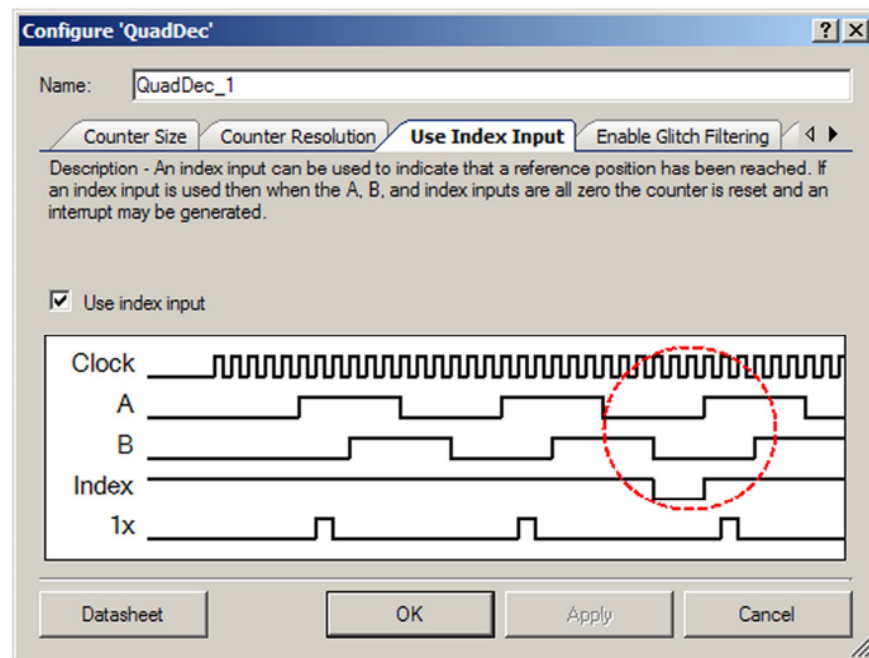 Configure 'QuadDec'
Name: QuadDec_1
Counter Size Counter Resolution Use Index Input Enable Glitch Filtering
Description - An index input can be used to indicate that a reference position has been reached. If
an index input is used then when the A, B, and index inputs are all zero the counter is reset and an
interrupt may be generated.
Use index input
Clock
A
B
Index
1x
Datasheet OK Apply Cancel